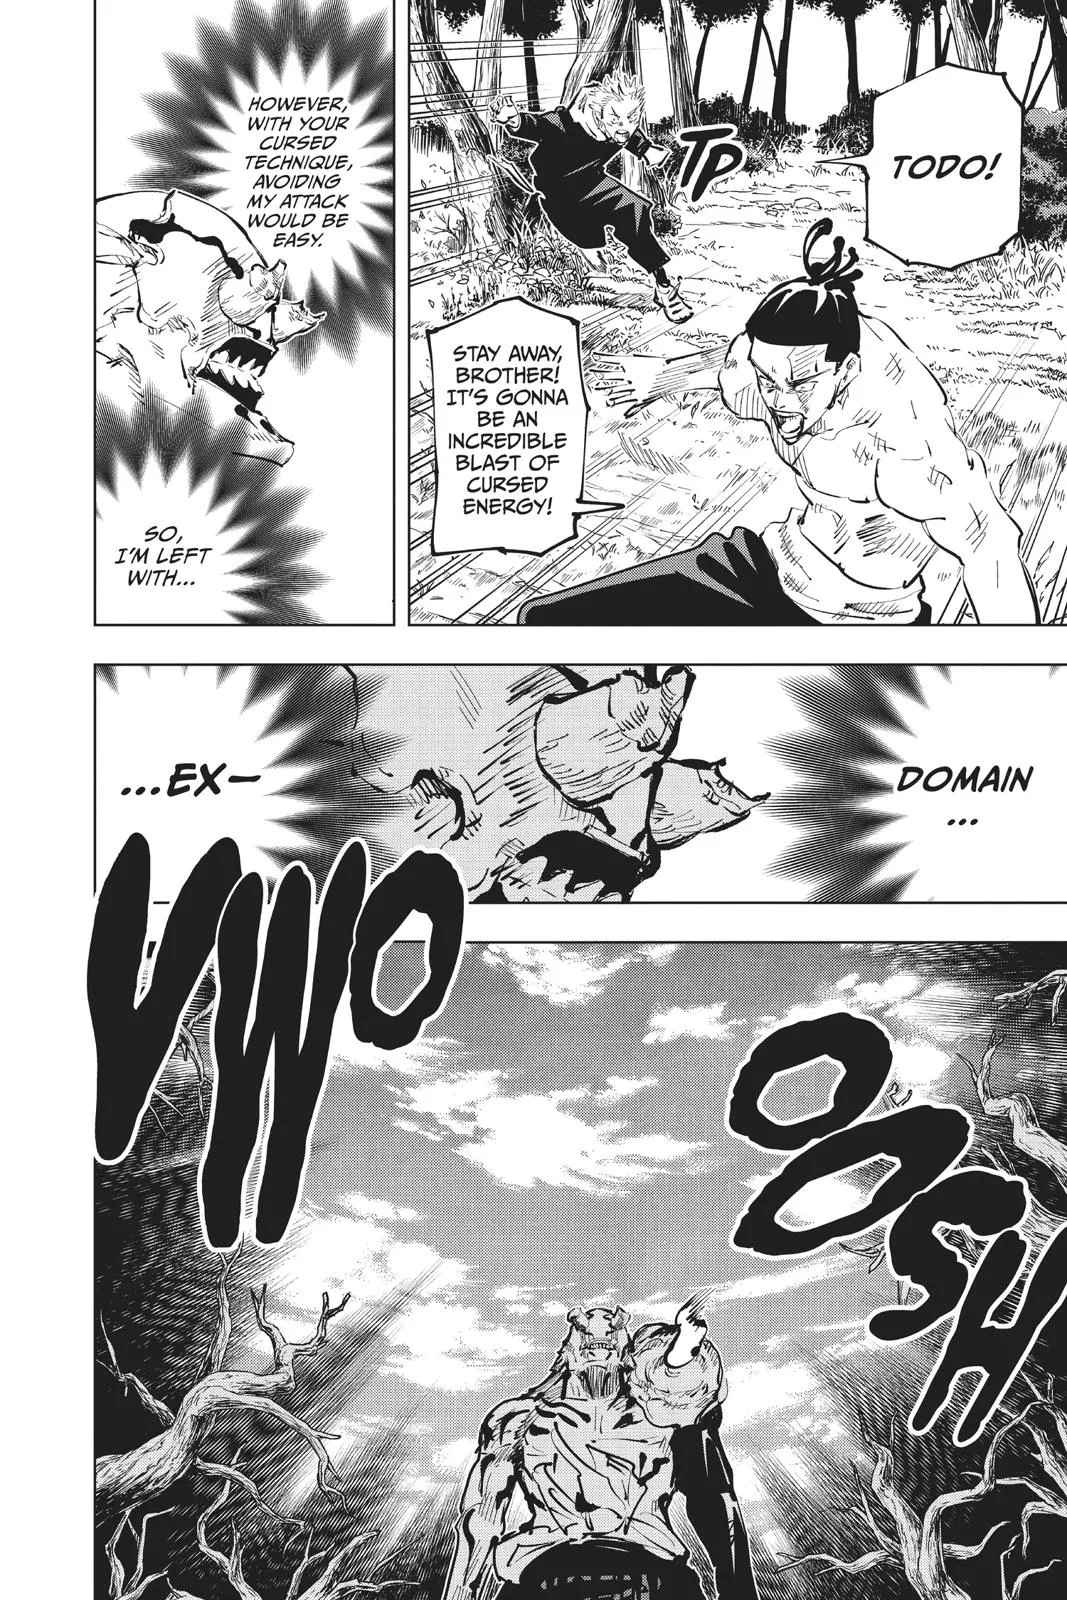 TODO!
TP
STAY AWAY,
BROTHER!
IT'S GONNA
BE AN
INCREDIBLE
BLAST OF
CURSED
ENERGY!
HOWEVER,
WITH YOUR
CURSED
TECHNIQUE,
AVOIDING
MY ATTACK
WOULD BE
EASY.
SO,
I'M LEFT
WITH...
DOMAIN
...
...EX—
VWO
OOSH